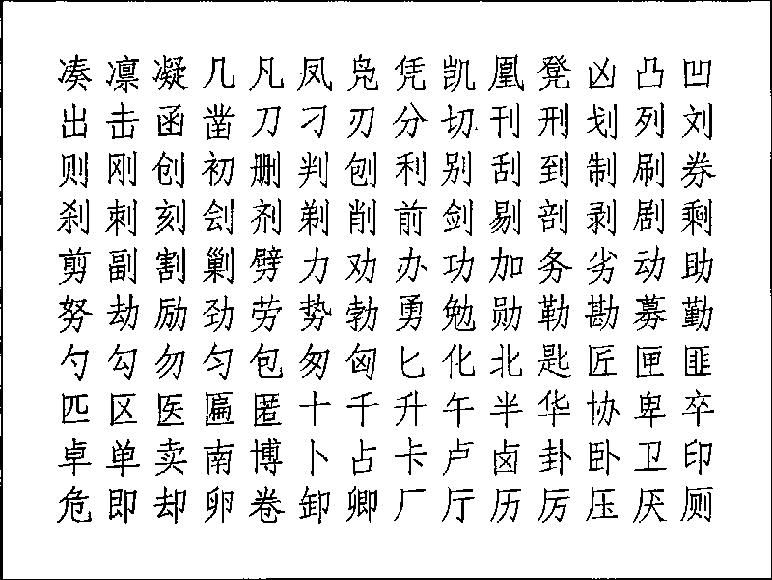 凑凛凝几凡凤凫凭凯凰凳凶凸凹
出击函凿刀刁刃分切刊刑划列刘
则刚创初删判刨利别刮到制刷券
刹刺刻刽剂剃削前剑剔剖剥剧剩
剪副割剿劈力劝办功加务劣动助
努劫励劲劳势勃勇勉勋勒勘募勤
勺勾勿匀包匆匈匕化北匙匠匣匪
匹区医匾匿十千升午半华协卑卒
卓单卖南博卜占卡卢卤卦卧卫印
危即却卵卷卸卿厂厅历厉压厌厕